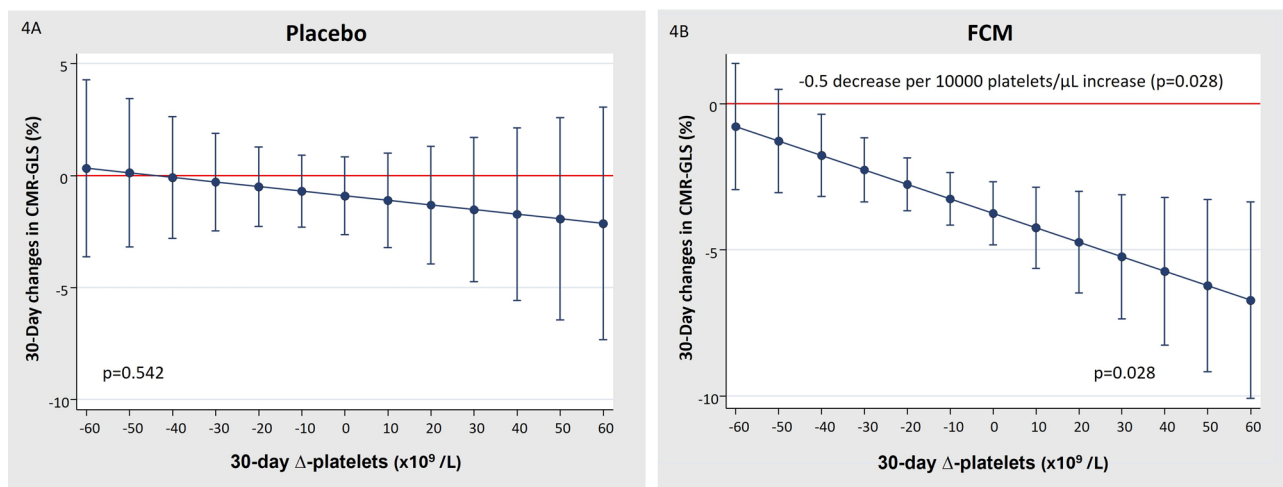 4A
Placebo
30-Day changes in CMR-GLS (%)
5
0
-5
-10
p=0.542
-60 -50 -40 -30 -20 -10 0 10 20 30 40 50 60
30-day Δ-platelets (x10⁹ /L)
4B
FCM
-0.5 decrease per 10000 platelets/μL increase (p=0.028)
30-Day changes in CMR-GLS (%)
0
-5
-10
p=0.028
-60 -50 -40 -30 -20 -10 0 10 20 30 40 50 60
30-day Δ-platelets (x10⁹ /L)